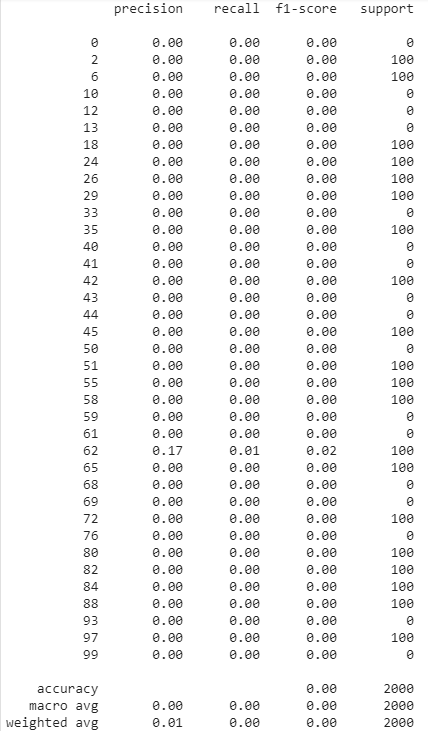 precision recall f1-score support
0 0.00 0.00 0.00 0
2 0.00 0.00 0.00 100
6 0.00 0.00 0.00 100
10 0.00 0.00 0.00 0
12 0.00 0.00 0.00 0
13 0.00 0.00 0.00 0
18 0.00 0.00 0.00 100
24 0.00 0.00 0.00 100
26 0.00 0.00 0.00 100
29 0.00 0.00 0.00 100
33 0.00 0.00 0.00 0
35 0.00 0.00 0.00 100
40 0.00 0.00 0.00 0
41 0.00 0.00 0.00 0
42 0.00 0.00 0.00 100
43 0.00 0.00 0.00 0
44 0.00 0.00 0.00 0
45 0.00 0.00 0.00 100
50 0.00 0.00 0.00 0
51 0.00 0.00 0.00 100
55 0.00 0.00 0.00 100
58 0.00 0.00 0.00 100
59 0.00 0.00 0.00 0
61 0.00 0.00 0.00 0
62 0.17 0.01 0.02 100
65 0.00 0.00 0.00 100
68 0.00 0.00 0.00 0
69 0.00 0.00 0.00 0
72 0.00 0.00 0.00 100
76 0.00 0.00 0.00 0
80 0.00 0.00 0.00 100
82 0.00 0.00 0.00 100
84 0.00 0.00 0.00 100
88 0.00 0.00 0.00 100
93 0.00 0.00 0.00 0
97 0.00 0.00 0.00 100
99 0.00 0.00 0.00 0
accuracy 0.00 2000
macro avg 0.00 0.00 0.00 2000
weighted avg 0.01 0.00 0.00 2000